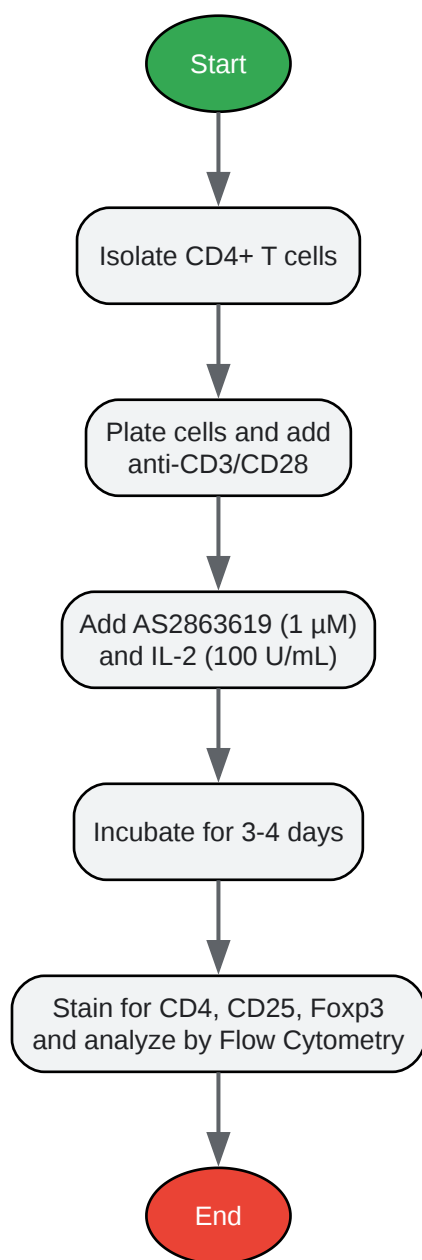 Start
Isolate CD4+ T cells
Plate cells and add
anti-CD3/CD28
Add AS2863619 (1 µM)
and IL-2 (100 U/mL)
Incubate for 3-4 days
Stain for CD4, CD25, Foxp3
and analyze by Flow Cytometry
End